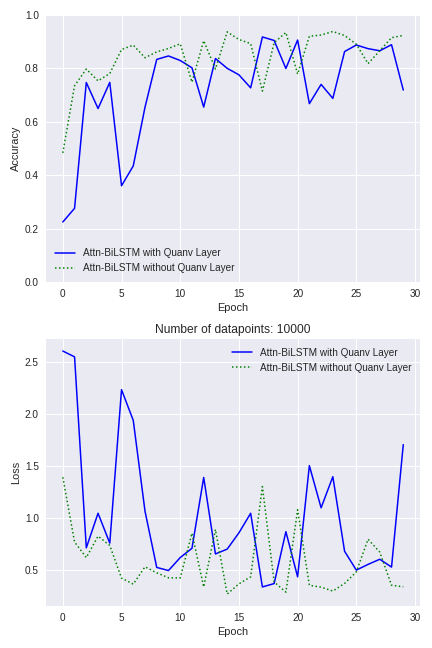 1.0
0.8
0.6
0.4
0.2
0.0
Accuracy
Attn-BiLSTM with Quanv Layer
Attn-BiLSTM without Quanv Layer
0 5 10 15 20 25 30
Epoch
Number of datapoints: 10000
2.5
2.0
1.5
1.0
0.5
Loss
Attn-BiLSTM with Quanv Layer
Attn-BiLSTM without Quanv Layer
0 5 10 15 20 25 30
Epoch